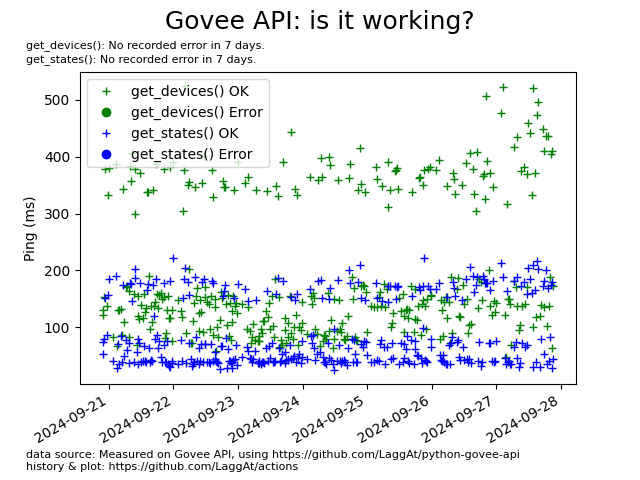 Govee API: is it working?
get_devices(): No recorded error in 7 days.
get_states(): No recorded error in 7 days.
get_devices() OK
get_devices() Error
get_states() OK
get_states() Error
500
400
300
200
100
Ping (ms)
2024-09-21
2024-09-22
2024-09-23
2024-09-24
2024-09-25
2024-09-26
2024-09-27
2024-09-28
data source: Measured on Govee API, using https://github.com/LaggAt/python-govee-api
history & plot: https://github.com/LaggAt/actions